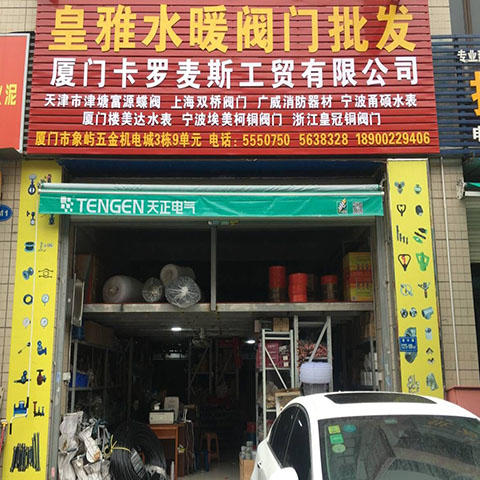 皇雅水暖阀门批发
厦门卡罗麦斯工贸有限公司
天津市津塘富源蝶阀 上海双桥阀门 广威消防器材 宁波甬硕水表
厦门楼美达水表 宁波埃美柯铜阀门 浙江皇冠铜阀门
厦门市象屿五金机电城3栋9单元 电话：5550750 5638328 18900229406
TENGEN 天正电气
泥
专业